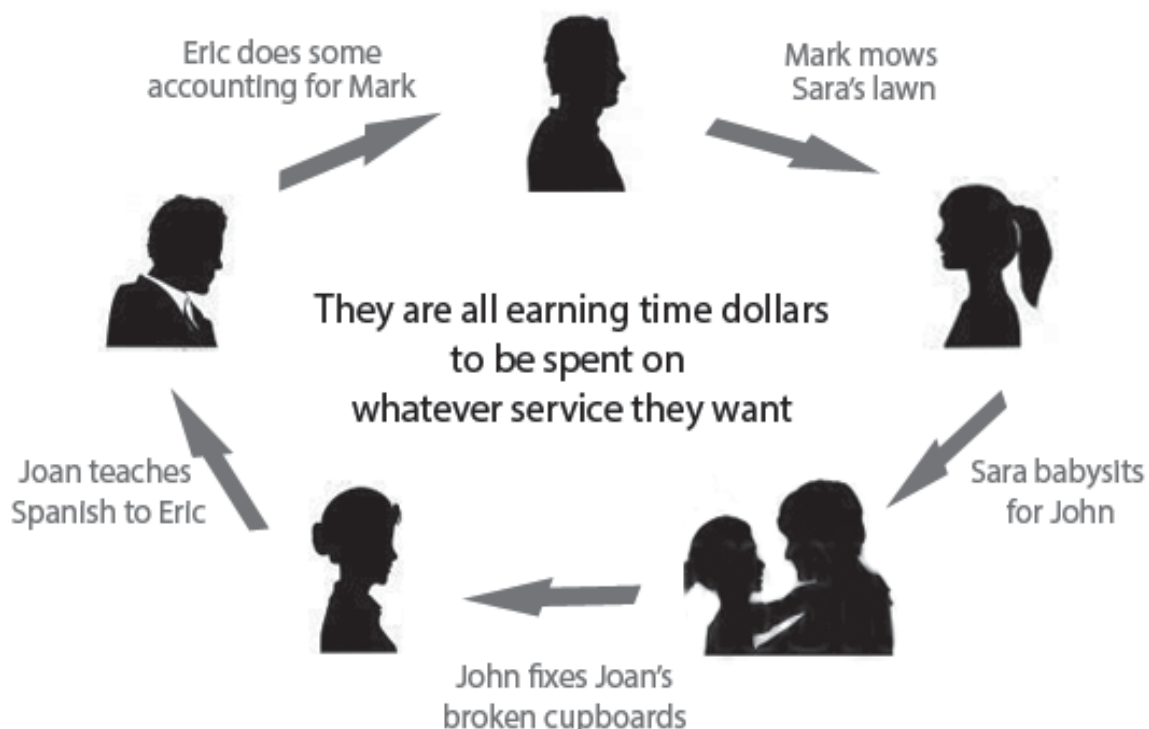 Eric does some
accounting for Mark
Mark mows
Sara's lawn
They are all earning time dollars
to be spent on
whatever service they want
Joan teaches
Spanish to Eric
Sara babysits
for John
John fixes Joan's
broken cupboards